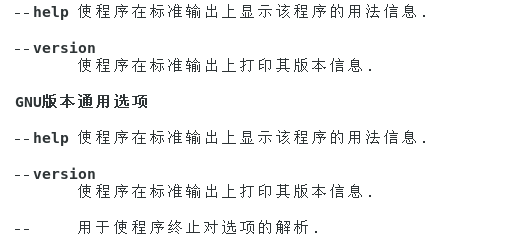 --help 使程序在标准输出上显示该程序的用法信息.
--version
使程序在标准输出上打印其版本信息.
GNU版本通用选项
--help 使程序在标准输出上显示该程序的用法信息.
--version
使程序在标准输出上打印其版本信息.
-- 用于使程序终止对选项的解析.